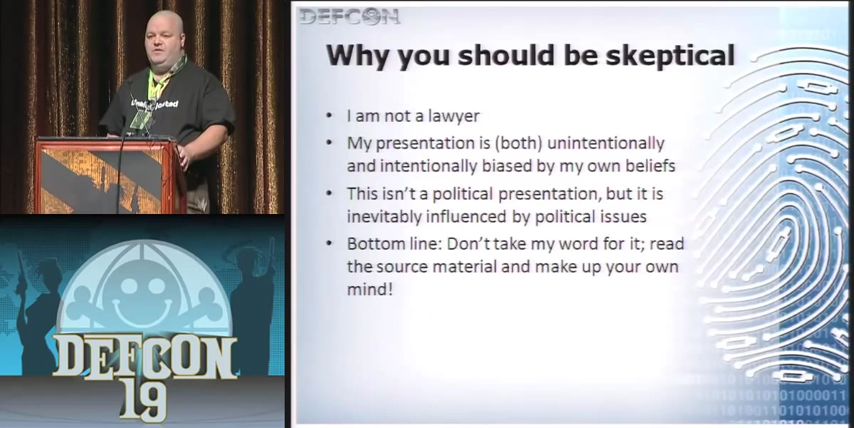 DEFCON
Why you should be skeptical
• I am not a lawyer
• My presentation is (both) unintentionally
and intentionally biased by my own beliefs
• This isn't a political presentation, but it is
inevitably influenced by political issues
• Bottom line: Don't take my word for it; read
the source material and make up your own
mind!
DEFCON
19